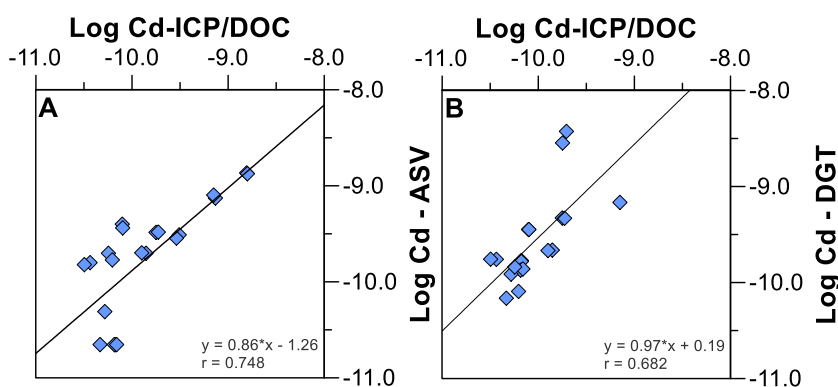 Log Cd-ICP/DOC
-11.0 -10.0 -9.0 -8.0
A
-8.0
-9.0
-10.0
-11.0
Log Cd - ASV
y = 0.86*x - 1.26
r = 0.748
Log Cd-ICP/DOC
-11.0 -10.0 -9.0 -8.0
B
-8.0
-9.0
-10.0
-11.0
Log Cd - DGT
y = 0.97*x + 0.19
r = 0.682